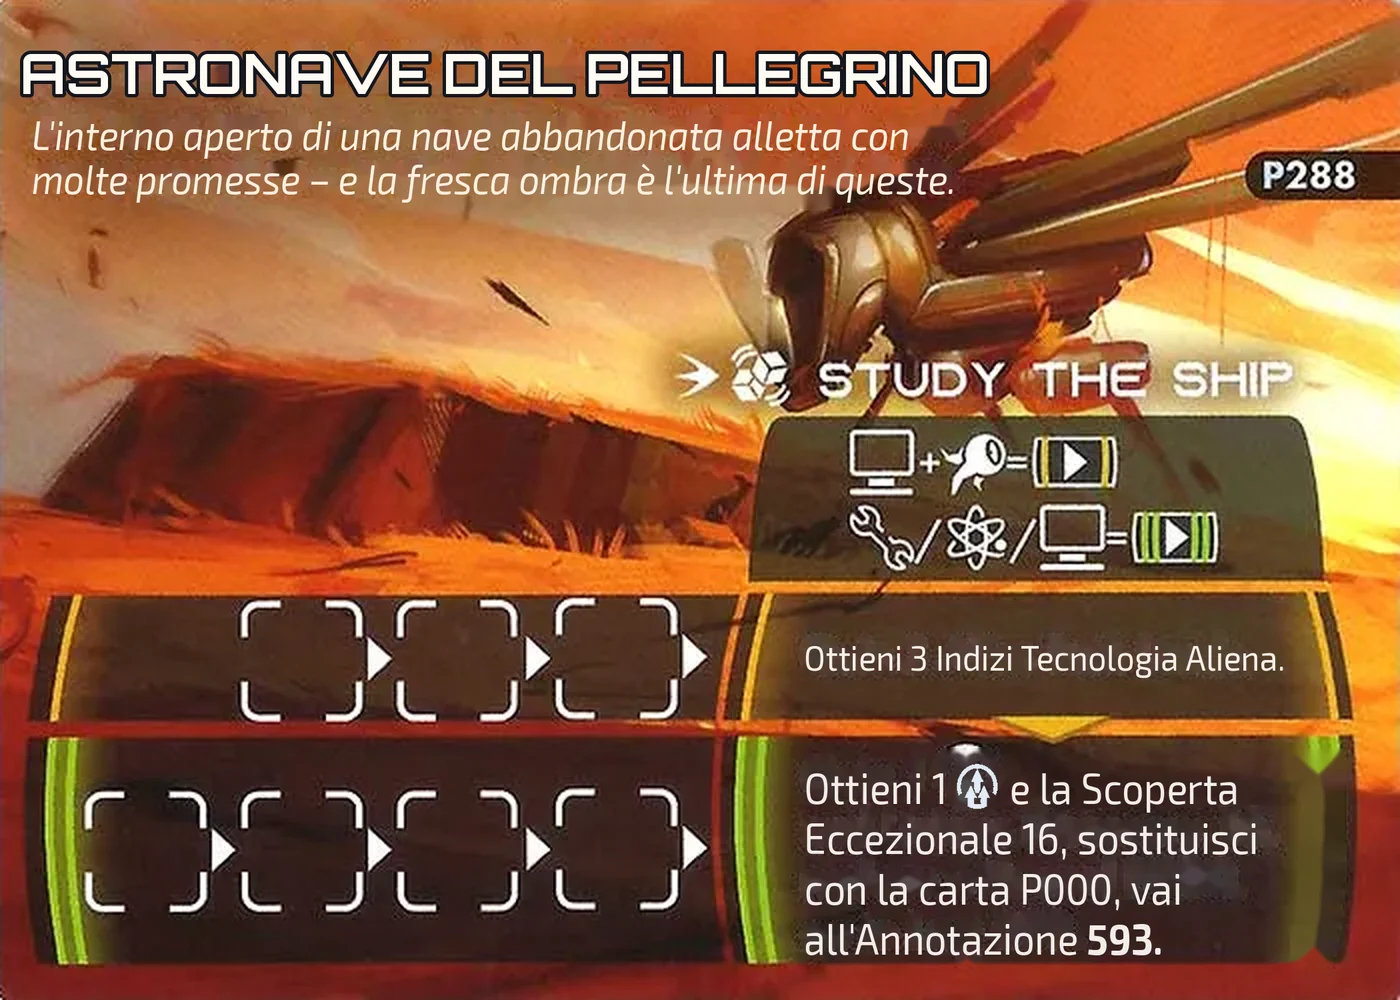 ASTRONAVE DEL PELLEGRINO
L'interno aperto di una nave abbandonata alletta con
molte promesse – e la fresca ombra è l'ultima di queste.
P288
STUDY THE SHIP
+ =
/ / =
Ottieni 3 Indizi Tecnologia Aliena.
Ottieni 1 e la Scoperta
Eccezionale 16, sostituisci
con la carta P000, vai
all'Annotazione 593.